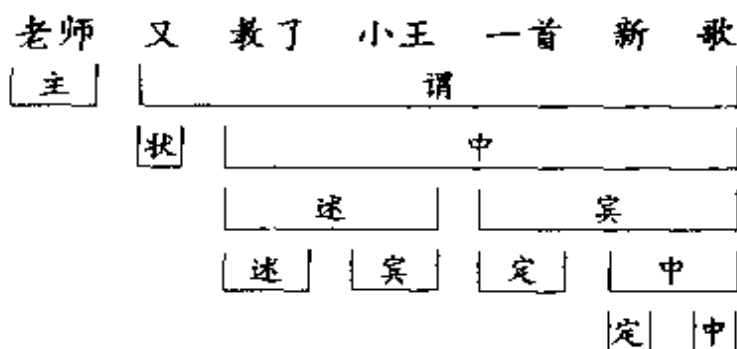 老师 又 教了 小王 一首 新 歌
主 谓
状 中
述 宾
述 宾 定 中
定 中